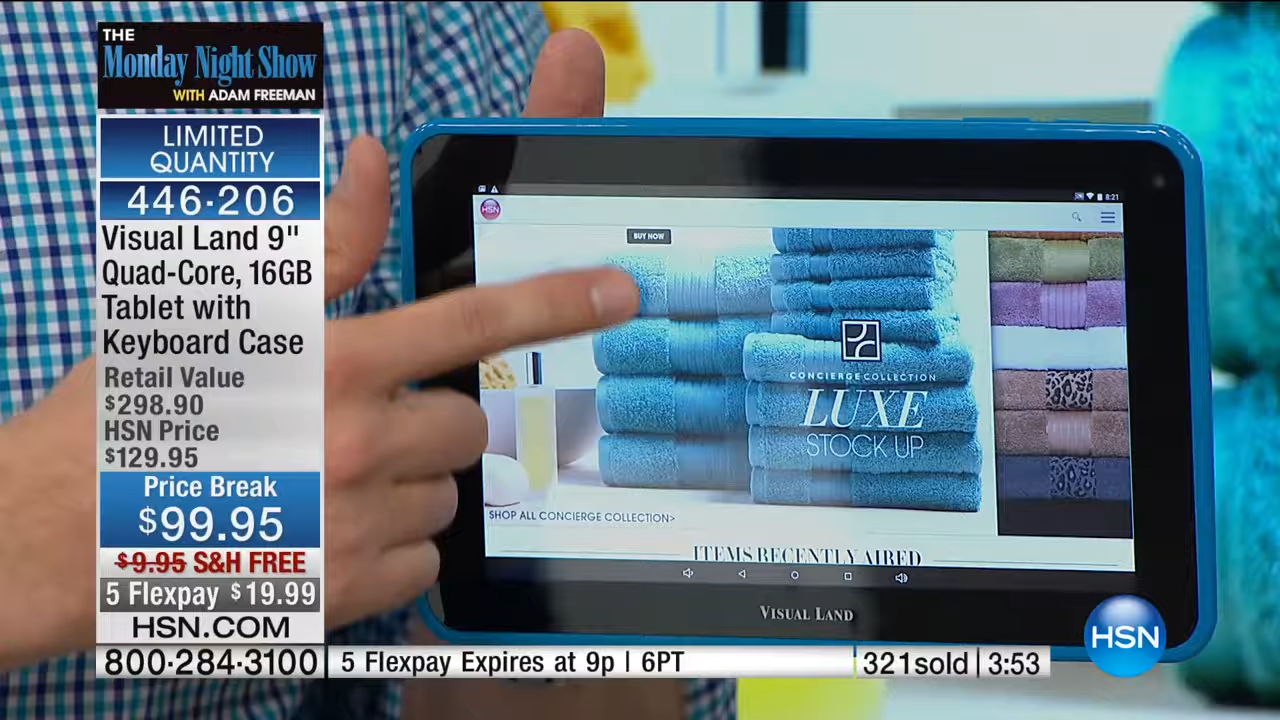 THE
Monday Night Show
WITH ADAM FREEMAN
LIMITED
QUANTITY
446·206
Visual Land 9"
Quad-Core, 16GB
Tablet with
Keyboard Case
Retail Value
$298.90
HSN Price
$129.95
Price Break
$99.95
$9.95 S&H FREE
5 Flexpay $19.99
HSN.COM
800·284·3100
5 Flexpay Expires at 9p | 6PT
321sold | 3:53
8:21
HSN
BUY NOW
CONCIERGE COLLECTION
LUXE
STOCK UP
SHOP ALL CONCIERGE COLLECTION>
ITEMS RECENTLY AIRED
VISUAL LAND
HSN